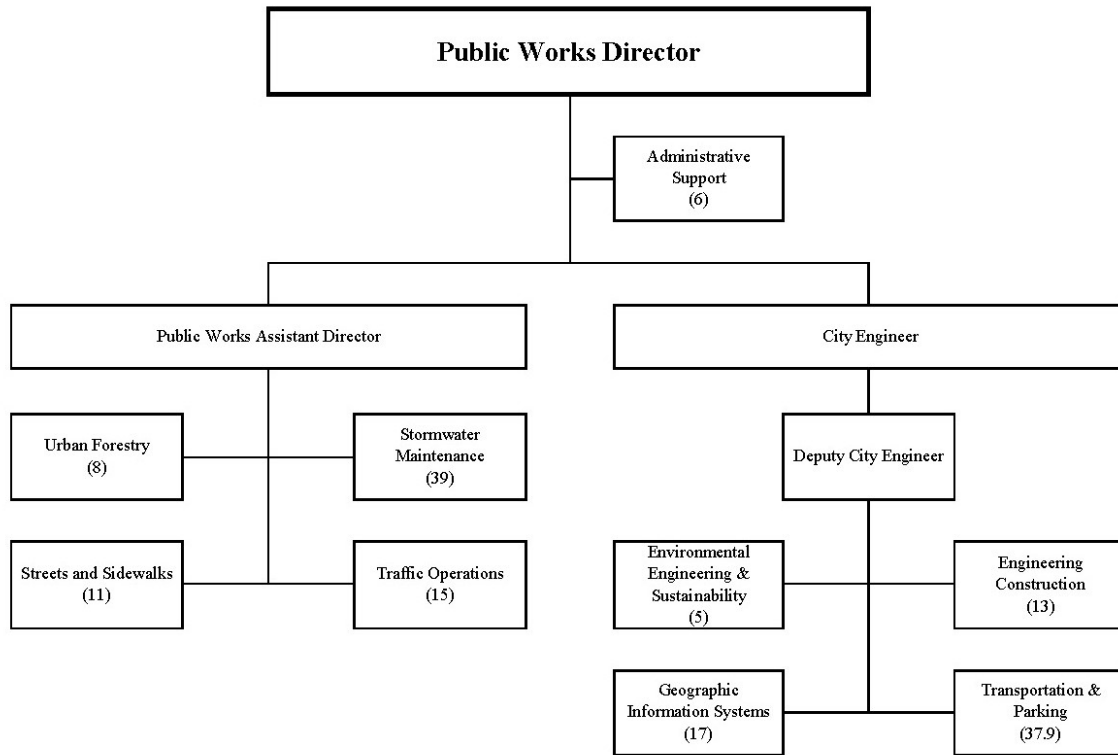 Public Works Director
Administrative
Support
(6)
Public Works Assistant Director
City Engineer
Urban Forestry
(8)
Stormwater
Maintenance
(39)
Deputy City Engineer
Streets and Sidewalks
(11)
Traffic Operations
(15)
Environmental
Engineering &
Sustainability
(5)
Engineering
Construction
(13)
Geographic
Information Systems
(17)
Transportation &
Parking
(37.9)